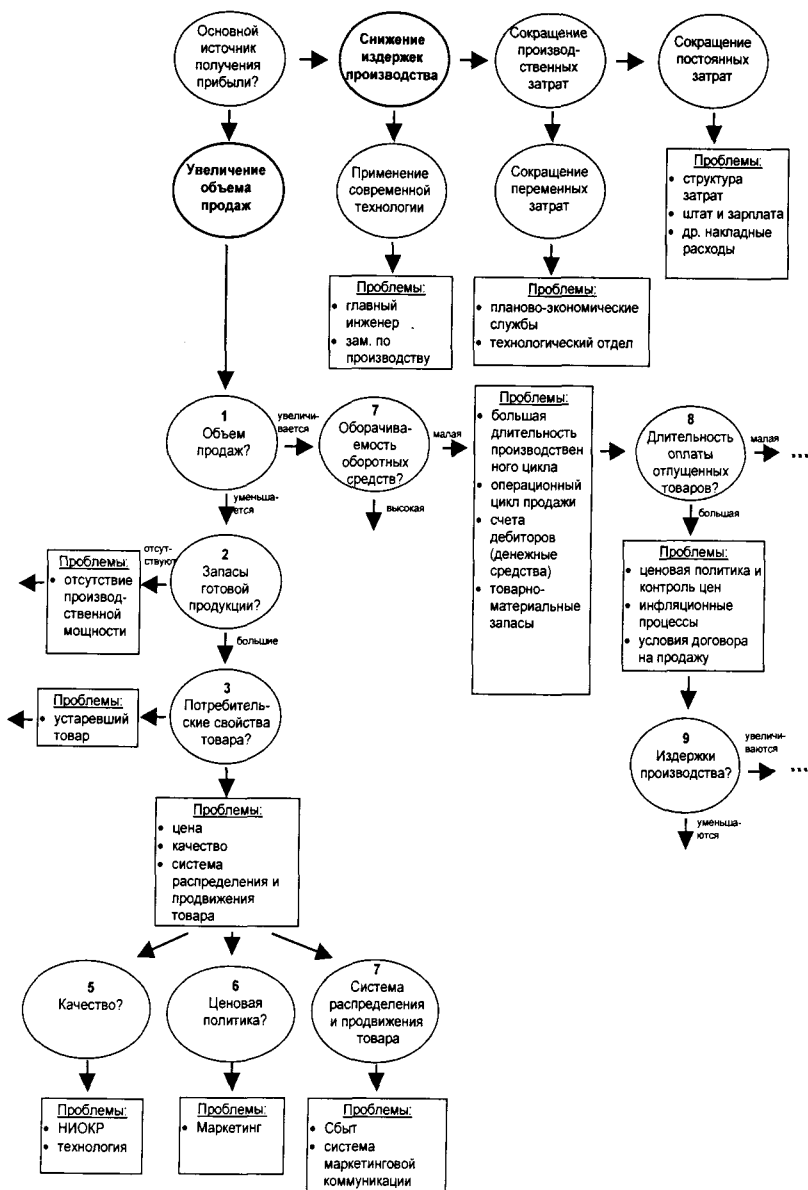 Основной
источник
получения
прибыли?
Снижение
издержек
производства
Сокращение
производ-
ственных
затрат
Сокращение
постоянных
затрат
Увеличение
объема
продаж
Применение
современной
технологии
Сокращение
переменных
затрат
Проблемы:
• структура
затрат
• штат и зарплата
• др. накладные
расходы
Проблемы:
• главный
инженер
• зам. по
производству
Проблемы:
• планово-экономические
службы
• технологический отдел
1
Объем
продаж?
увеличи-
вается
7
Оборачива-
емость
оборотных
средств?
малая
Проблемы:
• большая
длительность
производствен
ного цикла
• операционный
цикл продажи
• счета
дебиторов
(денежные
средства)
• товарно-
материальные
запасы
8
Длительность
оплаты
отпущенных
товаров?
малая
...
уменьша-
ется
высокая
большая
2
Запасы
готовой
продукции?
отсут-
ствуют
Проблемы:
• отсутствие
производ-
ственной
мощности
Проблемы:
• ценовая политика и
контроль цен
• инфляционные
процессы
• условия договора
на продажу
большие
3
Потребитель-
ские свойства
товара?
Проблемы:
• устаревший
товар
9
Издержки
производства?
увеличи-
ваются
...
уменьша-
ются
Проблемы:
• цена
• качество
• система
распределения и
продвижения
товара
5
Качество?
6
Ценовая
политика?
7
Система
распределения
и продвижения
товара
Проблемы:
• НИОКР
• технология
Проблемы:
• Маркетинг
Проблемы:
• Сбыт
• система
маркетинговой
коммуникации